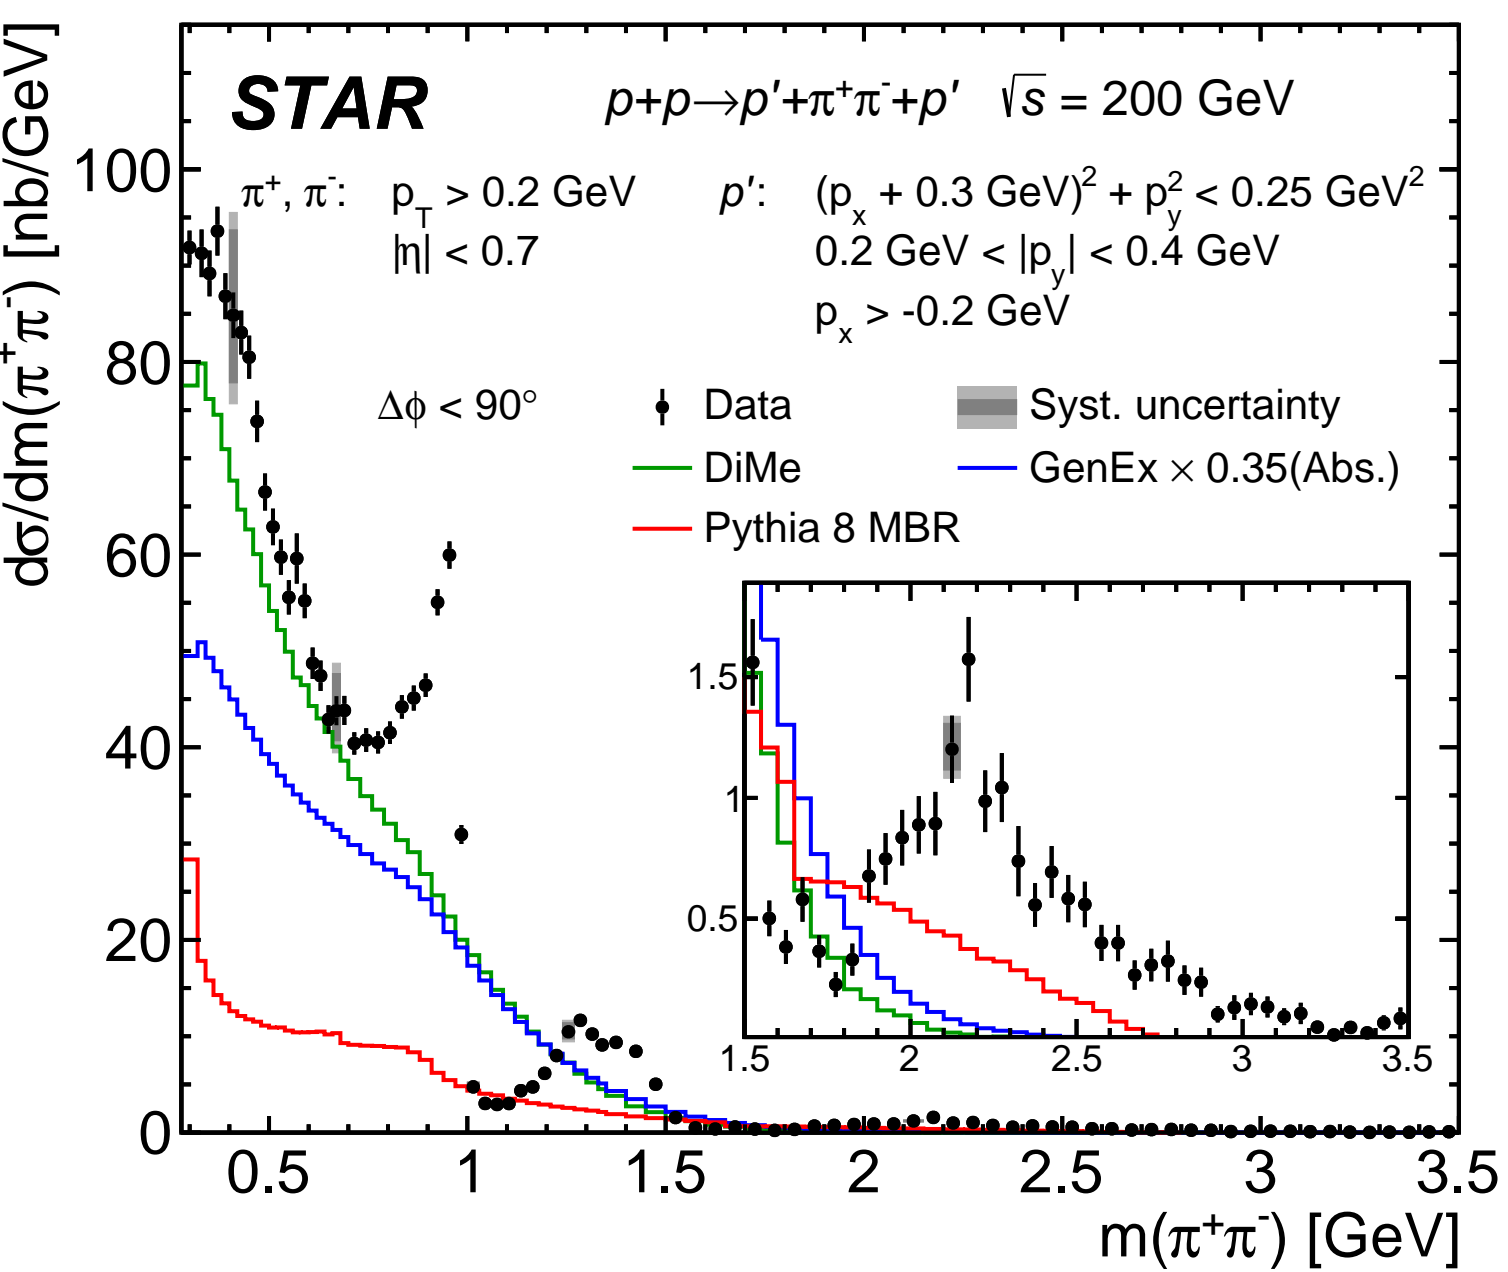 STAR p+p→p′+π⁺π⁻+p′ √s = 200 GeV
π⁺, π⁻: p_T > 0.2 GeV p′: (p_x + 0.3 GeV)² + p_y² < 0.25 GeV²
|η| < 0.7 0.2 GeV < |p_y| < 0.4 GeV
p_x > -0.2 GeV
Δϕ < 90° Data Syst. uncertainty
DiMe GenEx × 0.35(Abs.)
Pythia 8 MBR
dσ/dm(π⁺π⁻) [nb/GeV]
100
80
60
40
20
0
1.5
1
0.5
1.5 2 2.5 3 3.5
0.5 1 1.5 2 2.5 3 3.5
m(π⁺π⁻) [GeV]